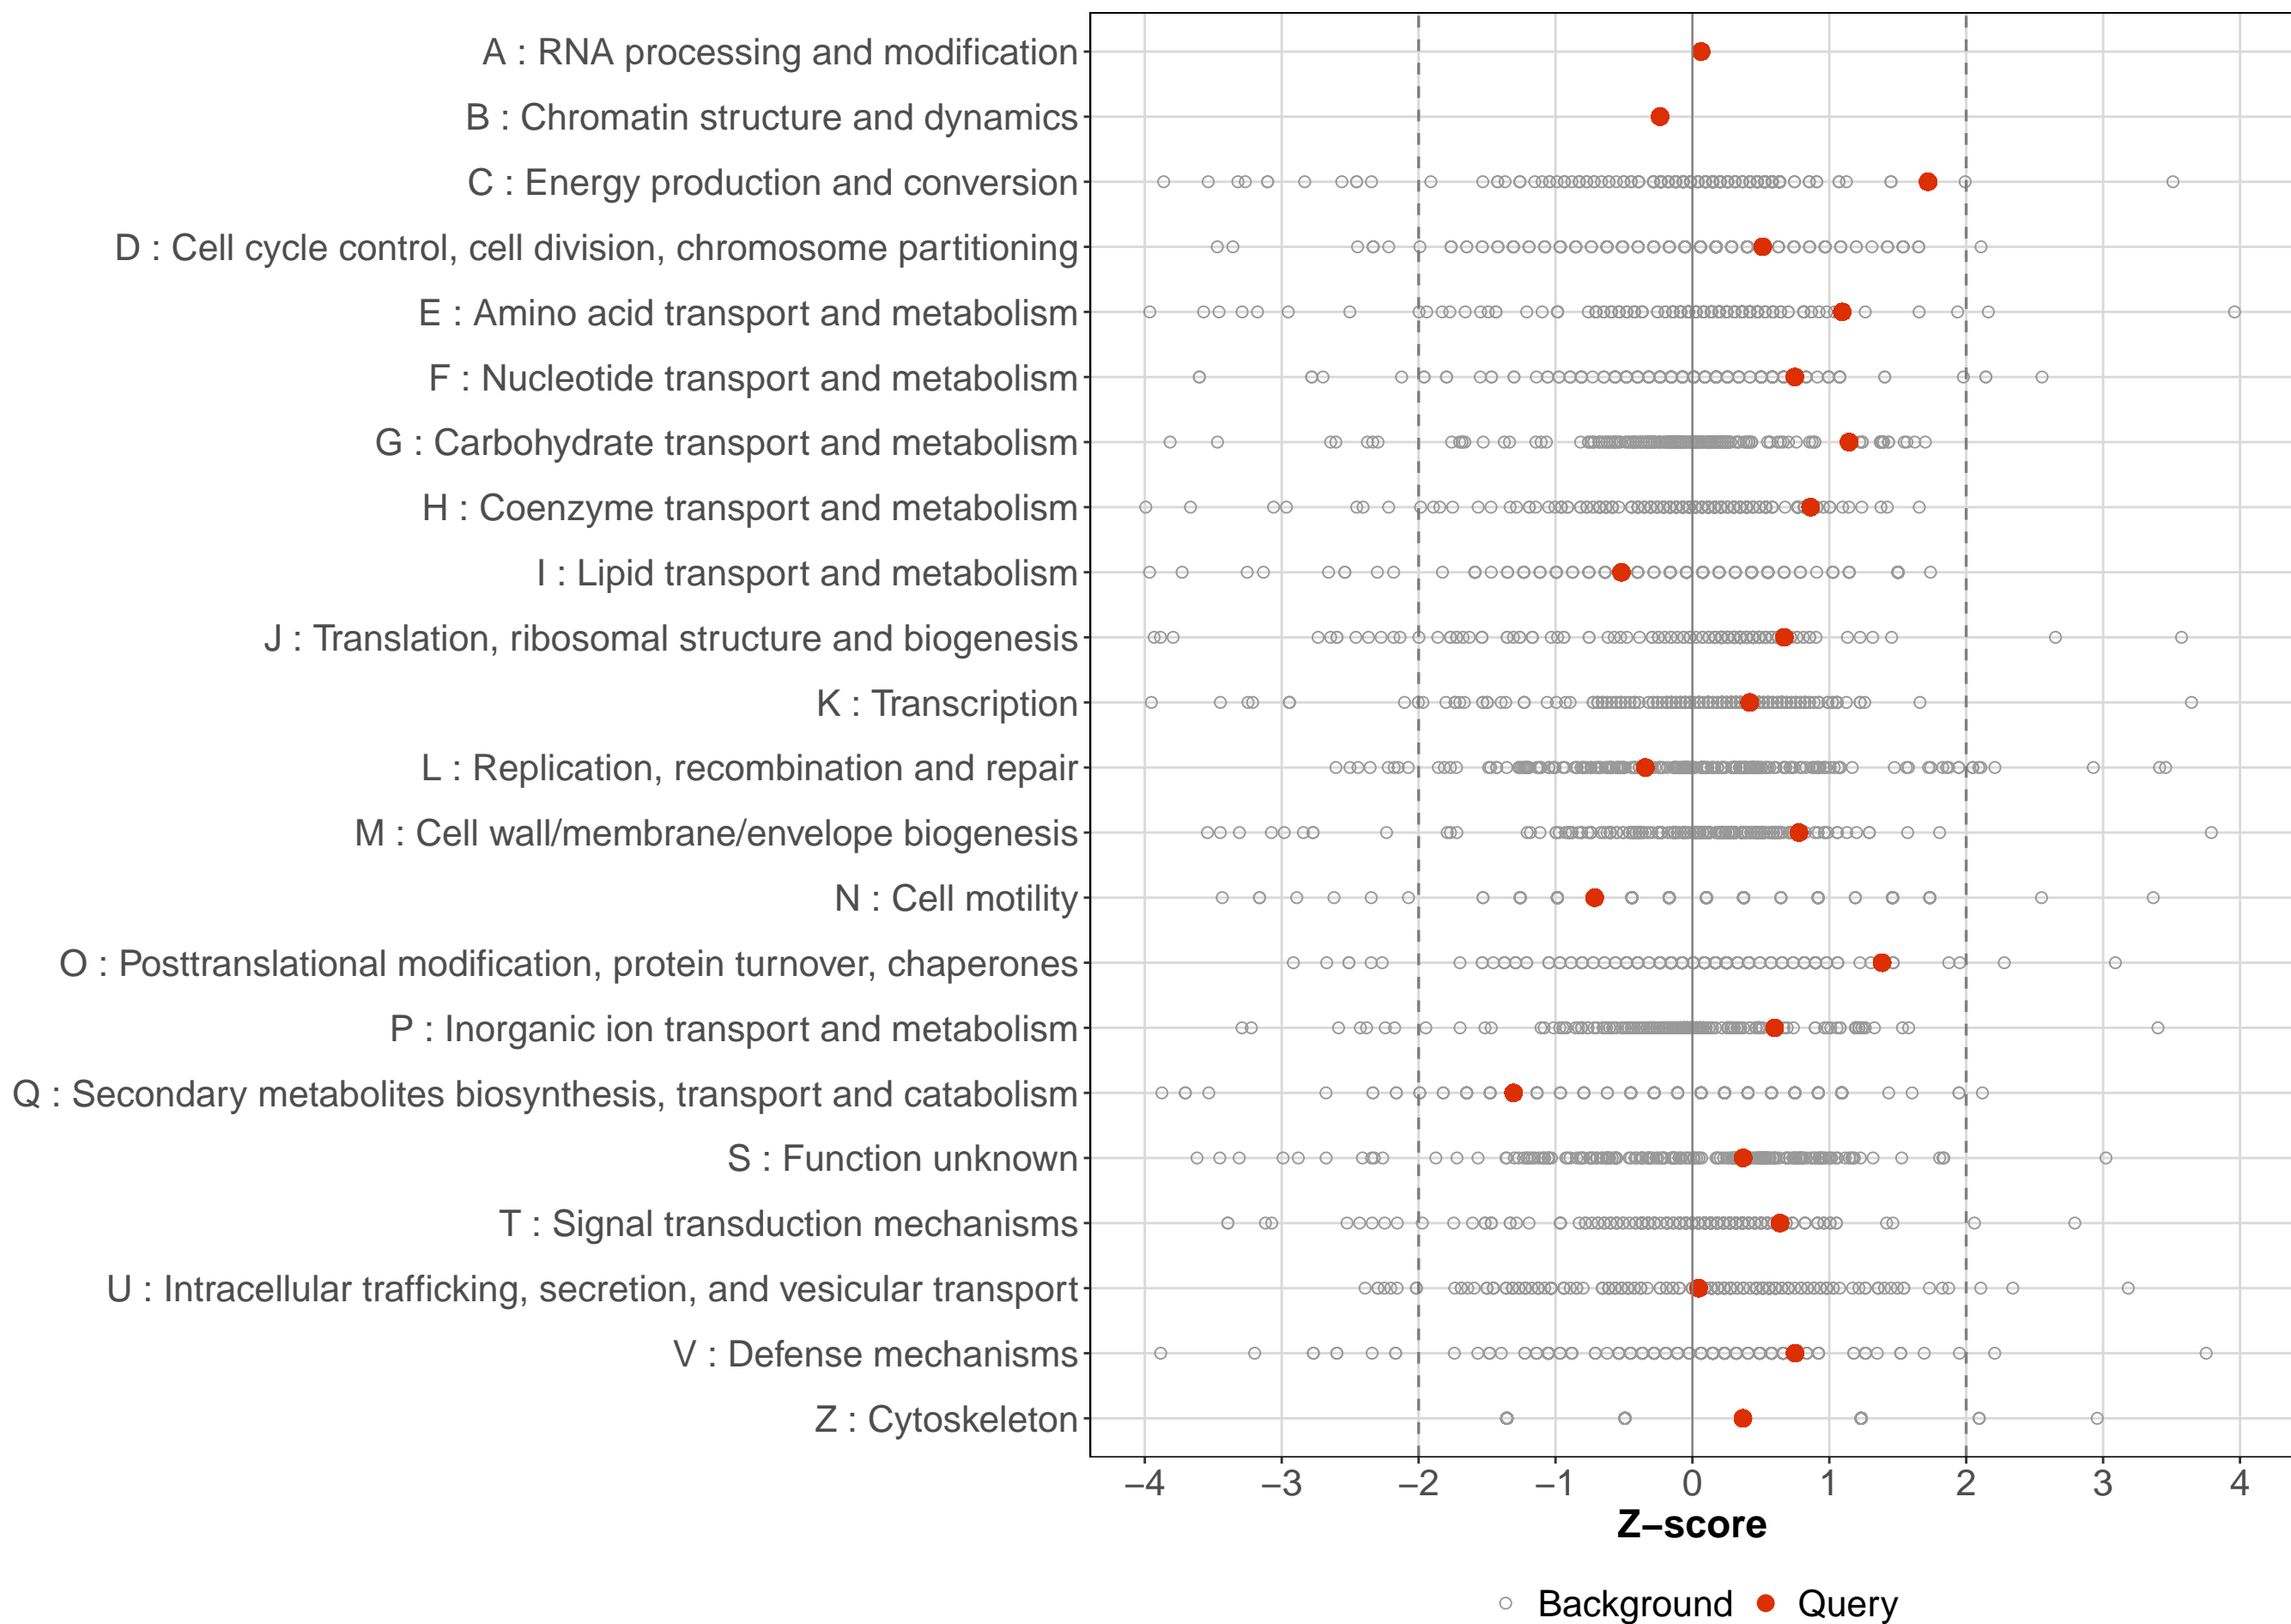 A : RNA processing and modification
B : Chromatin structure and dynamics
C : Energy production and conversion
D : Cell cycle control, cell division, chromosome partitioning
E : Amino acid transport and metabolism
F : Nucleotide transport and metabolism
G : Carbohydrate transport and metabolism
H : Coenzyme transport and metabolism
I : Lipid transport and metabolism
J : Translation, ribosomal structure and biogenesis
K : Transcription
L : Replication, recombination and repair
M : Cell wall/membrane/envelope biogenesis
N : Cell motility
O : Posttranslational modification, protein turnover, chaperones
P : Inorganic ion transport and metabolism
Q : Secondary metabolites biosynthesis, transport and catabolism
S : Function unknown
T : Signal transduction mechanisms
U : Intracellular trafficking, secretion, and vesicular transport
V : Defense mechanisms
Z : Cytoskeleton
−4 −3 −2 −1 0 1 2 3 4
Z−score
Background Query